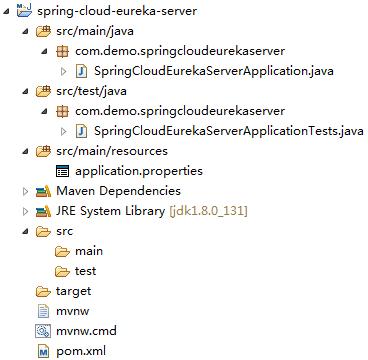 spring-cloud-eureka-server
src/main/java
com.demo.springcloudeurekaserver
SpringCloudEurekaServerApplication.java
src/test/java
com.demo.springcloudeurekaserver
SpringCloudEurekaServerApplicationTests.java
src/main/resources
application.properties
Maven Dependencies
JRE System Library [jdk1.8.0_131]
src
main
test
target
mvnw
mvnw.cmd
pom.xml